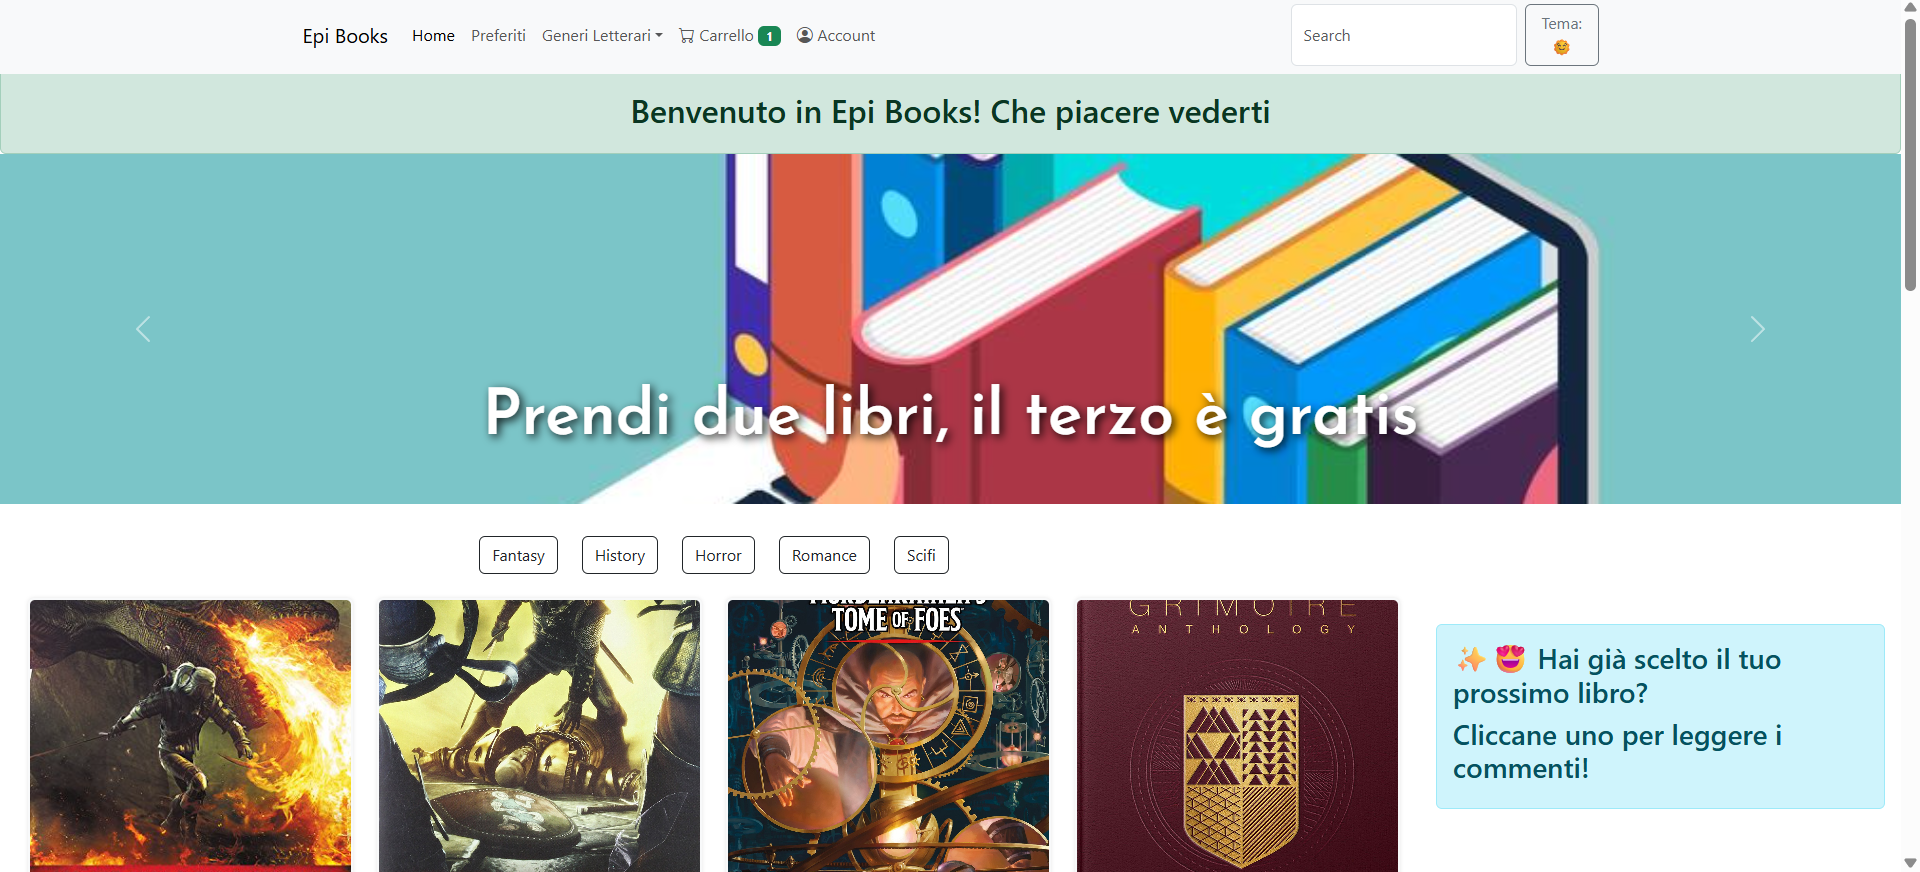 Epi Books Home Preferiti Generi Letterari Carrello 1 Account Search Tema:
Benvenuto in Epi Books! Che piacere vederti
Prendi due libri, il terzo è gratis
Fantasy History Horror Romance Scifi
TOME OF FOES
GRIMOIRE
ANTHOLOGY
✨😍 Hai già scelto il tuo
prossimo libro?
Cliccane uno per leggere i
commenti!